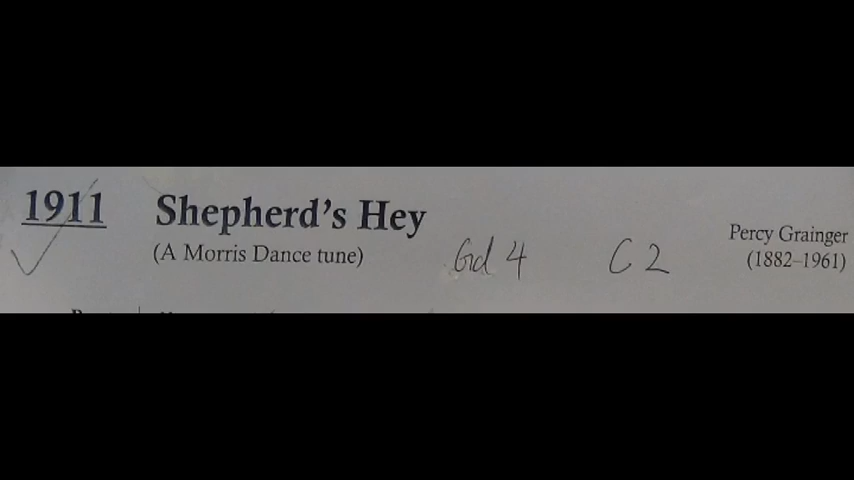 1911 Shepherd's Hey
(A Morris Dance tune)
Gd 4 C 2
Percy Grainger
(1882–1961)